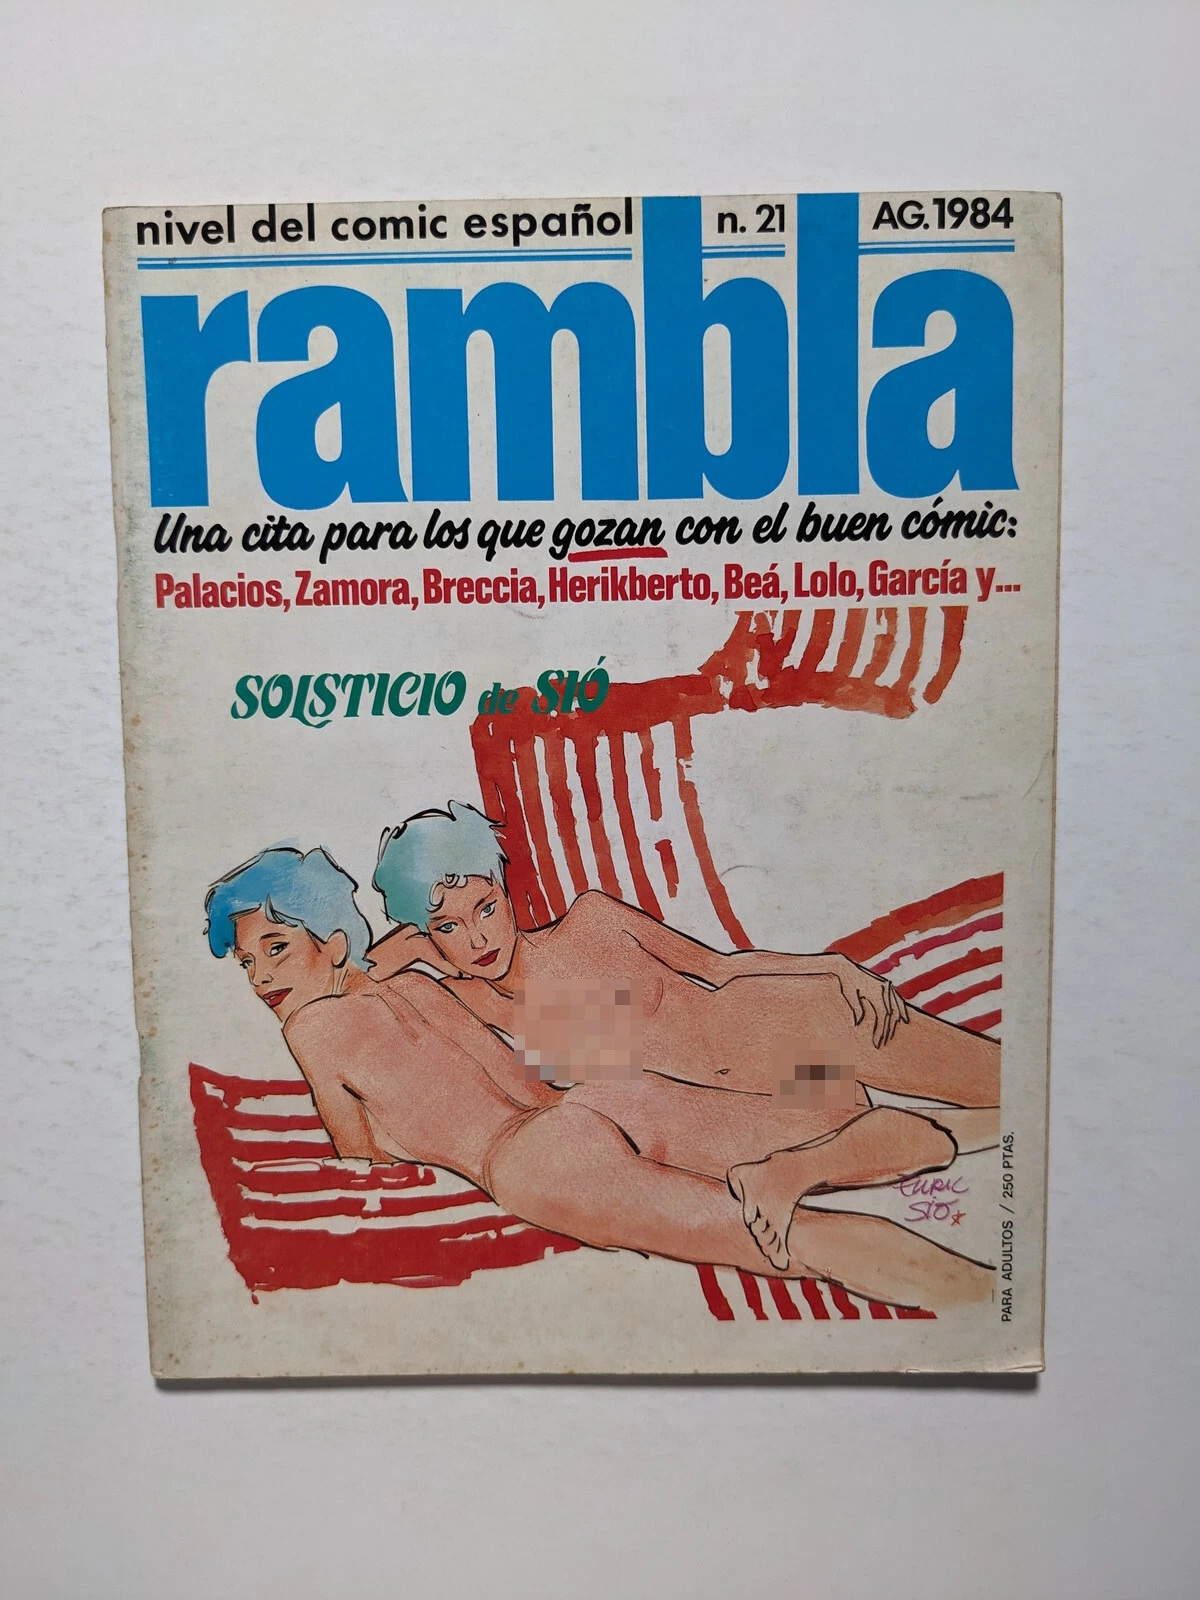 nivel del comic español n. 21 AG.1984
rambla
Una cita para los que gozan con el buen cómic:
Palacios, Zamora, Breccia, Herikberto, Beá, Lolo, García y...
SOLSTICIO de SIÓ
ENRIC
SIÓ
PARA ADULTOS / 250 PTAS.